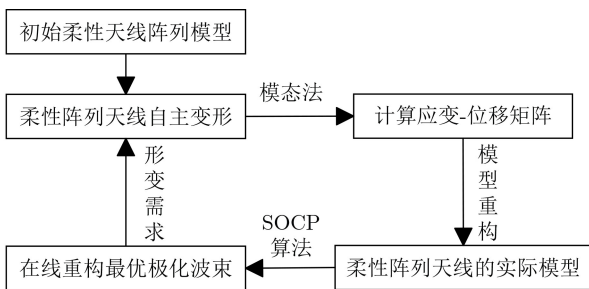 初始柔性天线阵列模型
柔性阵列天线自主变形
模态法
计算应变-位移矩阵
形变需求
模型重构
SOCP
算法
在线重构最优极化波束
柔性阵列天线的实际模型